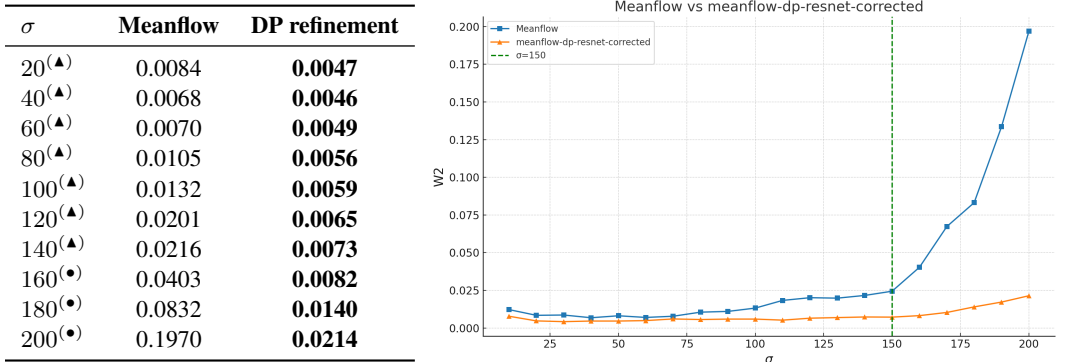 σ Meanflow DP refinement
20(▲) 0.0084 0.0047
40(▲) 0.0068 0.0046
60(▲) 0.0070 0.0049
80(▲) 0.0105 0.0056
100(▲) 0.0132 0.0059
120(▲) 0.0201 0.0065
140(▲) 0.0216 0.0073
160(●) 0.0403 0.0082
180(●) 0.0832 0.0140
200(●) 0.1970 0.0214
Meanflow vs meanflow-dp-resnet-corrected
Meanflow
meanflow-dp-resnet-corrected
σ=150
W2
0.200
0.175
0.150
0.125
0.100
0.075
0.050
0.025
0.000
25 50 75 100 125 150 175 200
σ